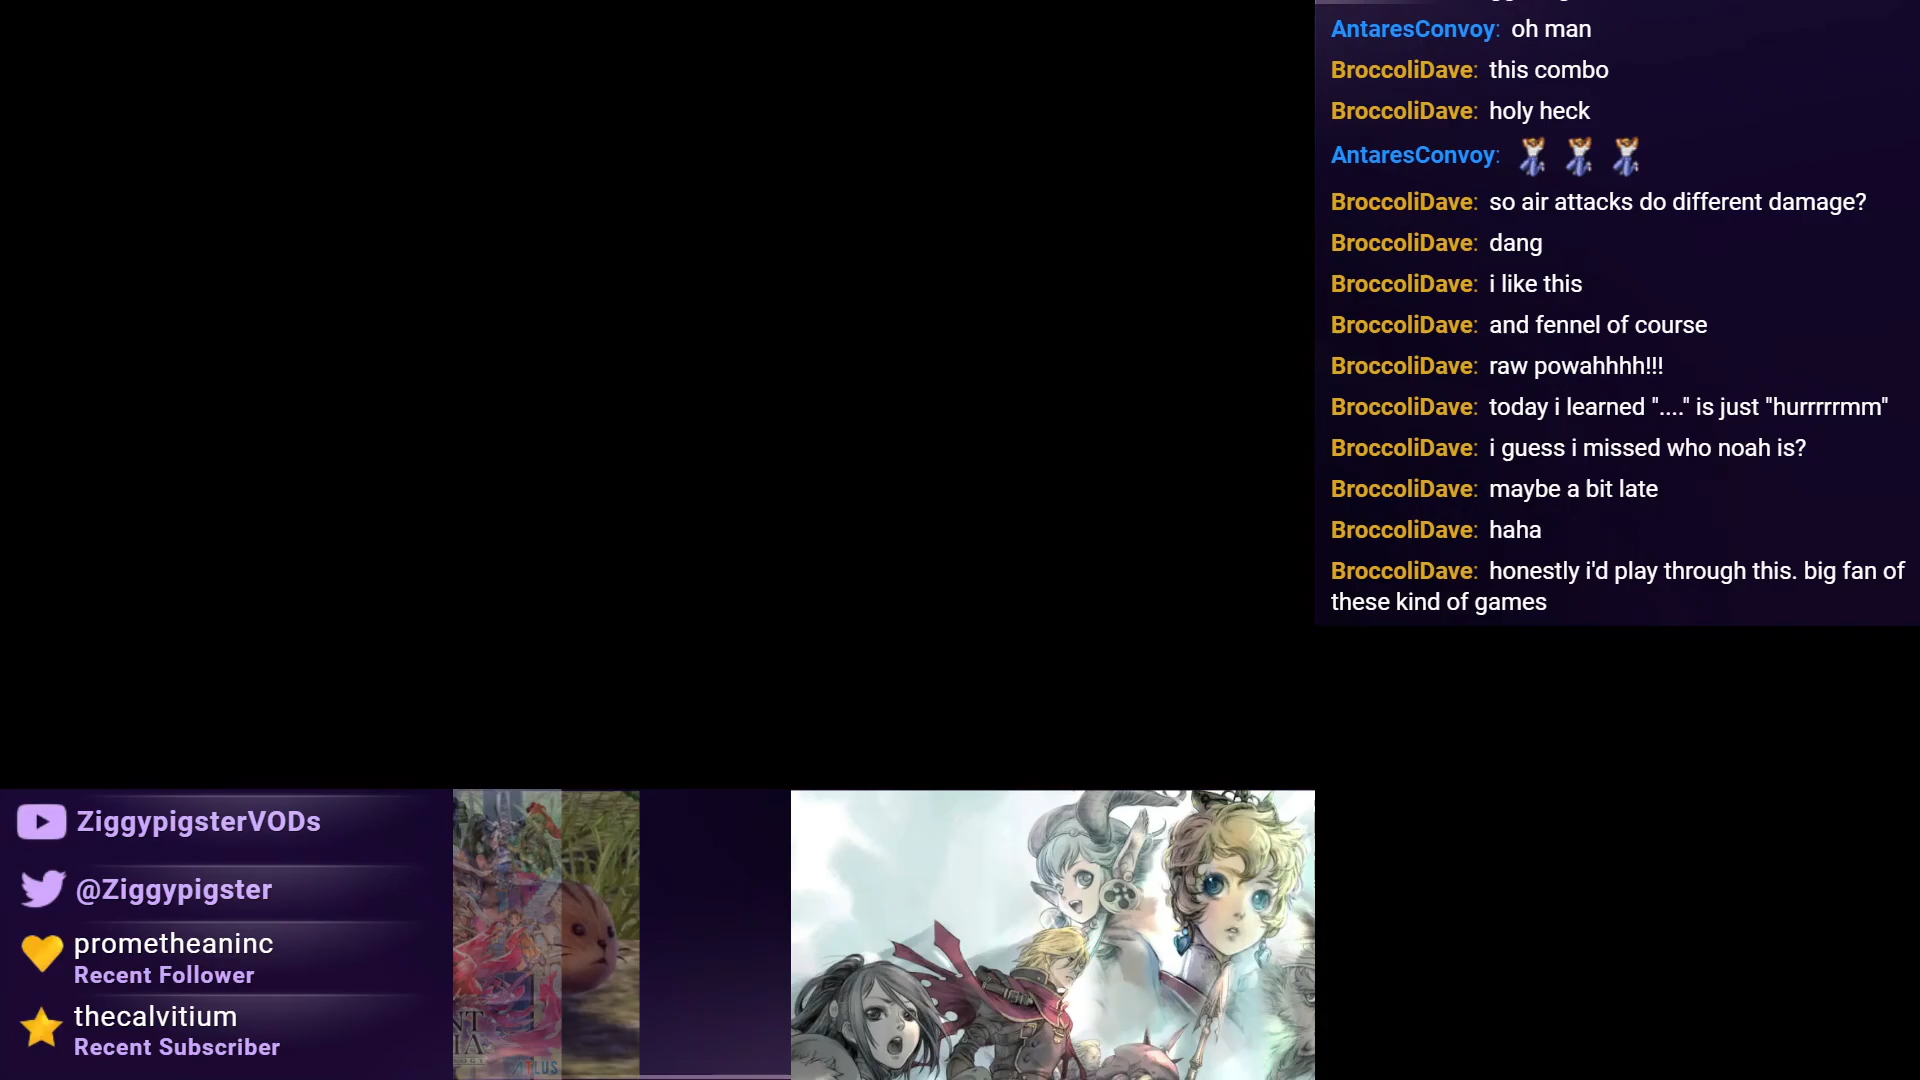 AntaresConvoy: oh man
BroccoliDave: this combo
BroccoliDave: holy heck
AntaresConvoy:
BroccoliDave: so air attacks do different damage?
BroccoliDave: dang
BroccoliDave: i like this
BroccoliDave: and fennel of course
BroccoliDave: raw powahhhh!!!
BroccoliDave: today i learned "...." is just "hurrrrrmm"
BroccoliDave: i guess i missed who noah is?
BroccoliDave: maybe a bit late
BroccoliDave: haha
BroccoliDave: honestly i'd play through this. big fan of
these kind of games
ZiggypigsterVODs
@Ziggypigster
prometheaninc
Recent Follower
thecalvitium
Recent Subscriber
NT
IA
ATLUS